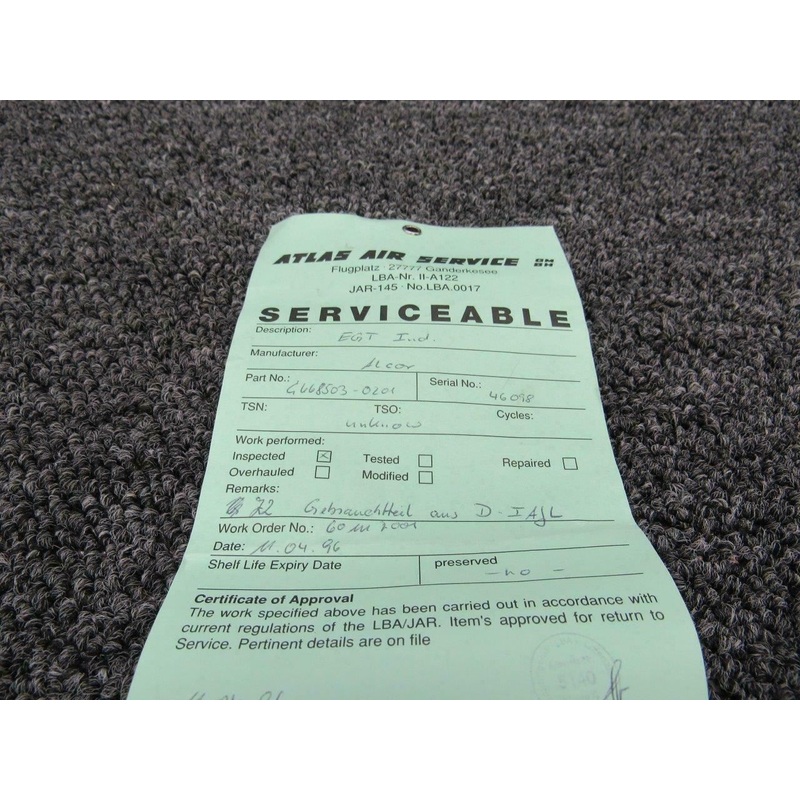 ATLAS AIR SERVICE GMBH
Flugplatz · 27777 Ganderkesee
LBA-Nr. II-A122
JAR-145 · No.LBA.0017
SERVICEABLE
Description: EGT Ind.
Manufacturer: Alcor
Part No.: Serial No.: 46098
TSN: TSO: unknow Cycles:
Work performed:
Inspected ☒ Tested ☐ Repaired ☐
Overhauled ☐ Modified ☐
Remarks:
Gebrauchtteil aus D-IAJL
Work Order No.:
Date: 11.04.96
Shelf Life Expiry Date preserved
- no -
Certificate of Approval
The work specified above has been carried out in accordance with
current regulations of the LBA/JAR. Item's approved for return to
Service. Pertinent details are on file